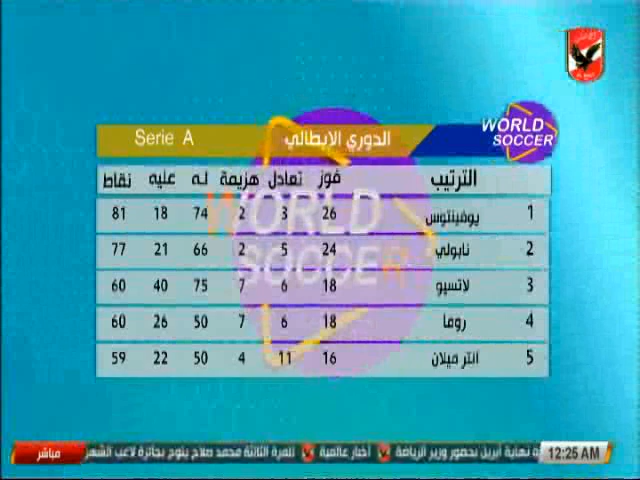 WORLD
SOCCER
الدوري الايطالي Serie A
الترتيب فوز تعادل هزيمة له عليه نقاط
1 يوفينتوس 26 3 2 74 18 81
2 نابولي 24 5 2 66 21 77
3 لاتسيو 18 6 7 75 40 60
4 روما 18 6 7 50 26 60
5 انتر ميلان 16 11 4 50 22 59
WORLD
SOCCER
12:25 AM نهاية أبريل بحضور وزير الرياضة أخبار عالمية المرة الثالثة محمد صلاح يتوج بجائزة لاعب الشهر مباشر